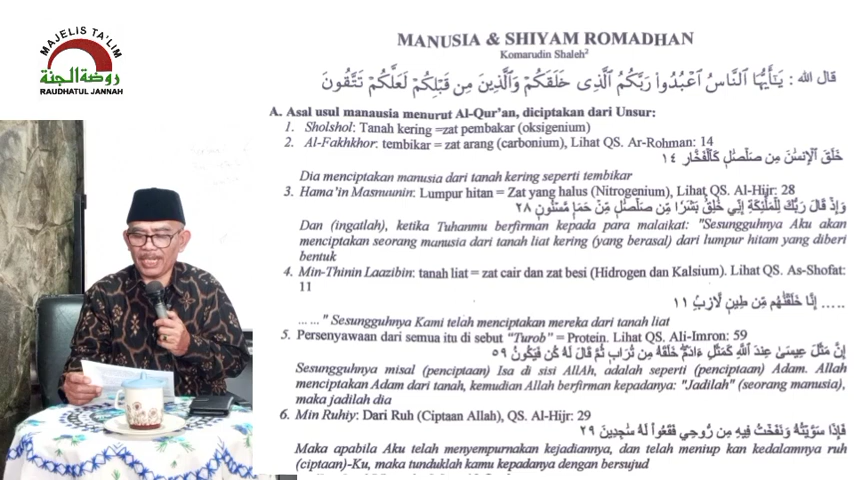 MAJELIS TA'LIM
روضة الجنة
RAUDHATUL JANNAH
MANUSIA & SHIYAM ROMADHAN
Komarudin Shaleh²
قال الله : يَـٰٓأَيُّهَا ٱلنَّاسُ ٱعْبُدُوا۟ رَبَّكُمُ ٱلَّذِى خَلَقَكُمْ وَٱلَّذِينَ مِن قَبْلِكُمْ لَعَلَّكُمْ تَتَّقُونَ
A. Asal usul manausia menurut Al-Qur'an, diciptakan dari Unsur:
1. Sholshol: Tanah kering =zat pembakar (oksigenium)
2. Al-Fakhkhor: tembikar = zat arang (carbonium), Lihat QS. Ar-Rohman: 14
خَلَقَ ٱلْإِنسَٰنَ مِن صَلْصَٰلٍ كَٱلْفَخَّارِ ١٤
Dia menciptakan manusia dari tanah kering seperti tembikar
3. Hama'in Masmuunin: Lumpur hitan = Zat yang halus (Nitrogenium), Lihat QS. Al-Hijr: 28
وَإِذْ قَالَ رَبُّكَ لِلْمَلَٰٓئِكَةِ إِنِّي خَٰلِقُۢ بَشَرًا مِّن صَلْصَٰلٍ مِّنْ حَمَإٍ مَّسْنُونٍ ٢٨
Dan (ingatlah), ketika Tuhanmu berfirman kepada para malaikat: "Sesungguhnya Aku akan
menciptakan seorang manusia dari tanah liat kering (yang berasal) dari lumpur hitam yang diberi
bentuk
4. Min-Thinin Laazibin: tanah liat = zat cair dan zat besi (Hidrogen dan Kalsium). Lihat QS. As-Shofat:
11
..... إِنَّا خَلَقْنَٰهُم مِّن طِينٍ لَّازِبٍۭ ١١
...... " Sesungguhnya Kami telah menciptakan mereka dari tanah liat
5. Persenyawaan dari semua itu di sebut "Turob" = Protein. Lihat QS. Ali-Imron: 59
إِنَّ مَثَلَ عِيسَىٰ عِندَ ٱللَّهِ كَمَثَلِ ءَادَمَ خَلَقَهُۥ مِن تُرَابٍ ثُمَّ قَالَ لَهُۥ كُن فَيَكُونُ ٥٩
Sesungguhnya misal (penciptaan) Isa di sisi AllAh, adalah seperti (penciptaan) Adam. Allah
menciptakan Adam dari tanah, kemudian Allah berfirman kepadanya: "Jadilah" (seorang manusia),
maka jadilah dia
6. Min Ruhiy: Dari Ruh (Ciptaan Allah), QS. Al-Hijr: 29
فَإِذَا سَوَّيْتُهُۥ وَنَفَخْتُ فِيهِ مِن رُّوحِي فَقَعُوا۟ لَهُۥ سَٰجِدِينَ ٢٩
Maka apabila Aku telah menyempurnakan kejadiannya, dan telah meniup kan kedalamnya ruh
(ciptaan)-Ku, maka tunduklah kamu kepadanya dengan bersujud